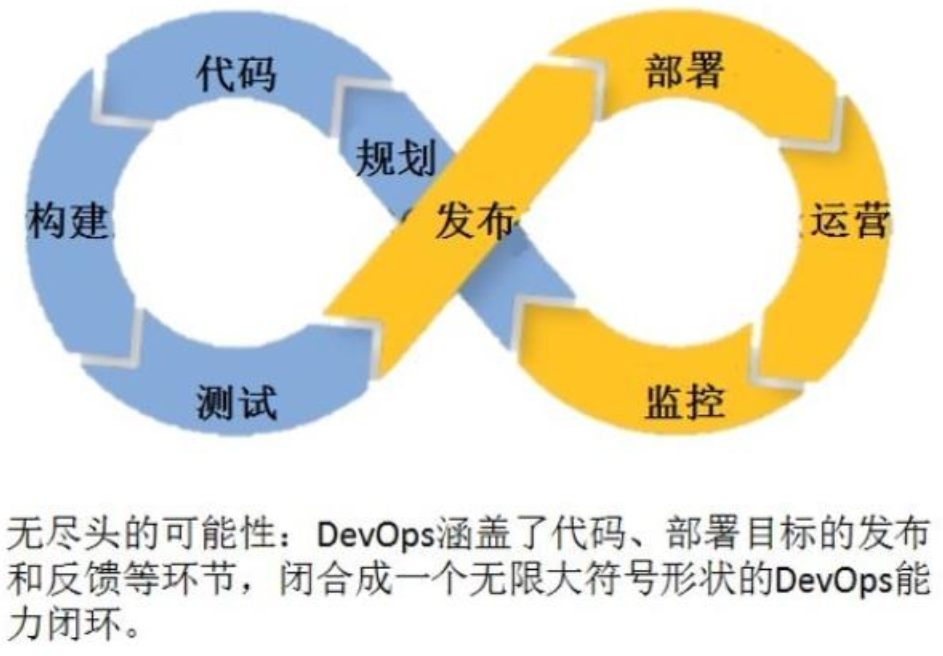 代码
部署
规划
构建
发布
运营
测试
监控
无尽头的可能性：DevOps涵盖了代码、部署目标的发布
和反馈等环节，闭合成一个无限大符号形状的DevOps能
力闭环。